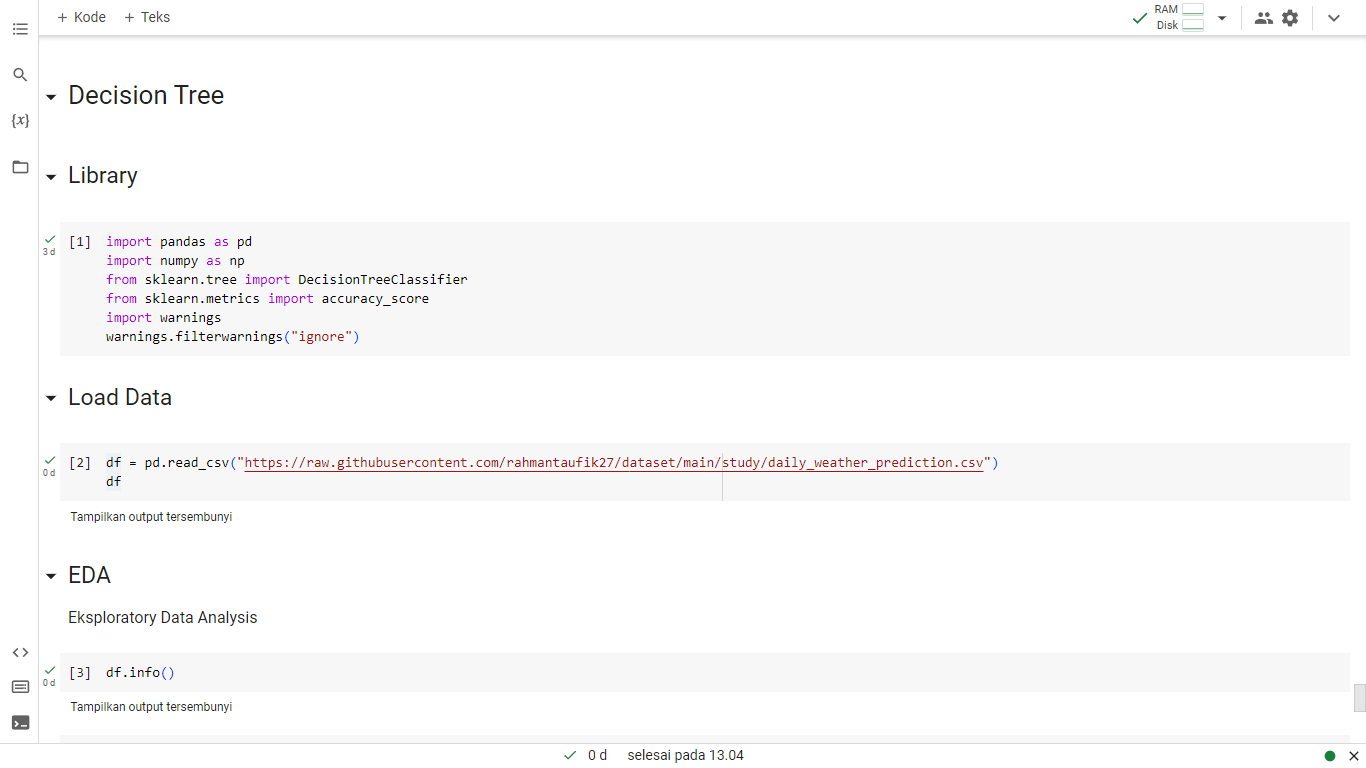 + Kode + Teks
RAM
Disk
{x}
Decision Tree
Library
3 d
[1] import pandas as pd
import numpy as np
from sklearn.tree import DecisionTreeClassifier
from sklearn.metrics import accuracy_score
import warnings
warnings.filterwarnings("ignore")
Load Data
0 d
[2] df = pd.read_csv("https://raw.githubusercontent.com/rahmantaufik27/dataset/main/study/daily_weather_prediction.csv")
df
Tampilkan output tersembunyi
EDA
Eksploratory Data Analysis
0 d
[3] df.info()
Tampilkan output tersembunyi
0 d selesai pada 13.04